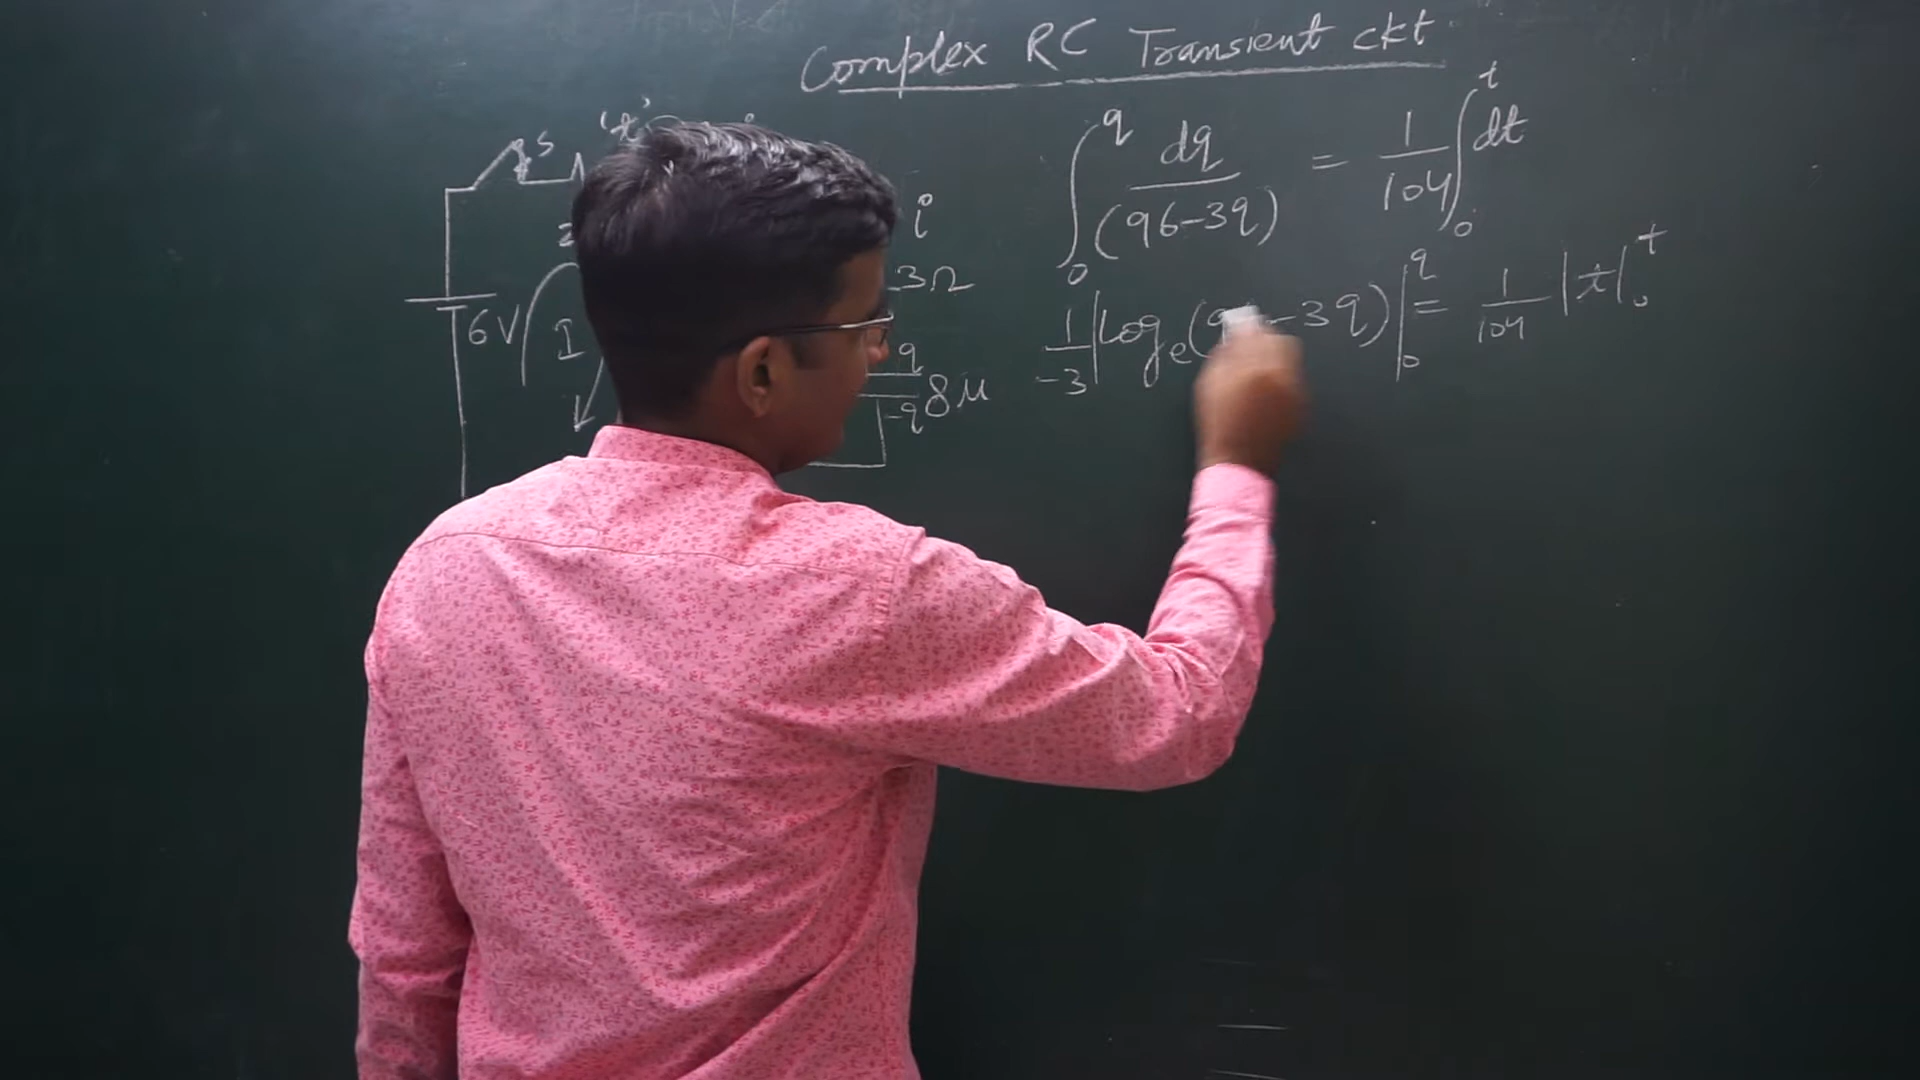 Complex RC Transient ckt
∫₀^q dq/(96-3q) = 1/104 ∫₀^t dt
1/-3 |log_e(9 -3q)|₀^q = 1/104 |t|₀^t
S
't'
i
3Ω
6V
I
q
-q
8μ